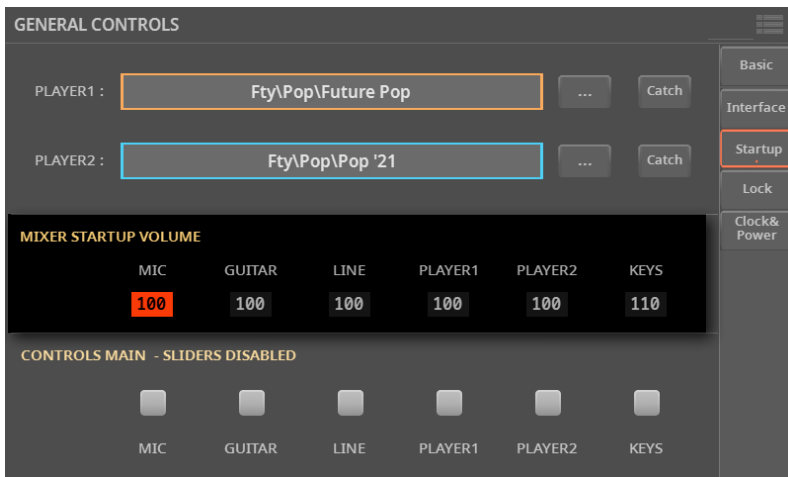 GENERAL CONTROLS
PLAYER1 : Fty\Pop\Future Pop ... Catch
PLAYER2 : Fty\Pop\Pop '21 ... Catch
MIXER STARTUP VOLUME
MIC GUITAR LINE PLAYER1 PLAYER2 KEYS
100 100 100 100 100 110
CONTROLS MAIN - SLIDERS DISABLED
MIC GUITAR LINE PLAYER1 PLAYER2 KEYS
Basic
Interface
Startup
Lock
Clock&
Power